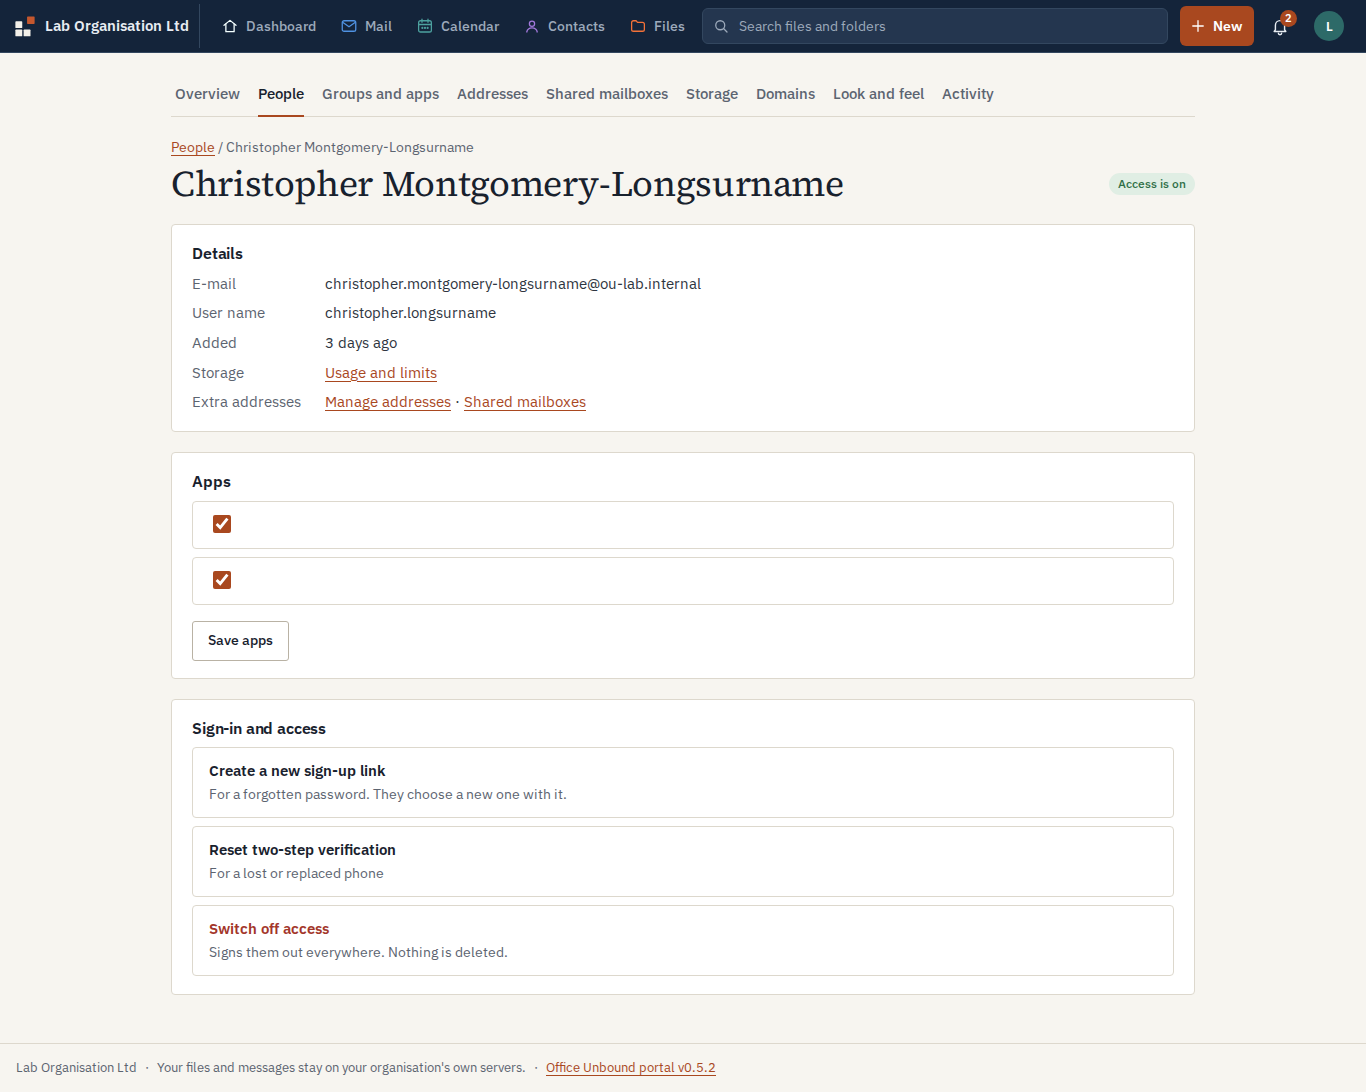 Lab Organisation Ltd
Dashboard
Mail
Calendar
Contacts
Files
Search files and folders
New
2
L
Overview
People
Groups and apps
Addresses
Shared mailboxes
Storage
Domains
Look and feel
Activity
People / Christopher Montgomery-Longsurname
Christopher Montgomery-Longsurname
Access is on
Details
E-mail christopher.montgomery-longsurname@ou-lab.internal
User name christopher.longsurname
Added 3 days ago
Storage Usage and limits
Extra addresses Manage addresses · Shared mailboxes
Apps
Save apps
Sign-in and access
Create a new sign-up link
For a forgotten password. They choose a new one with it.
Reset two-step verification
For a lost or replaced phone
Switch off access
Signs them out everywhere. Nothing is deleted.
Lab Organisation Ltd · Your files and messages stay on your organisation's own servers. · Office Unbound portal v0.5.2